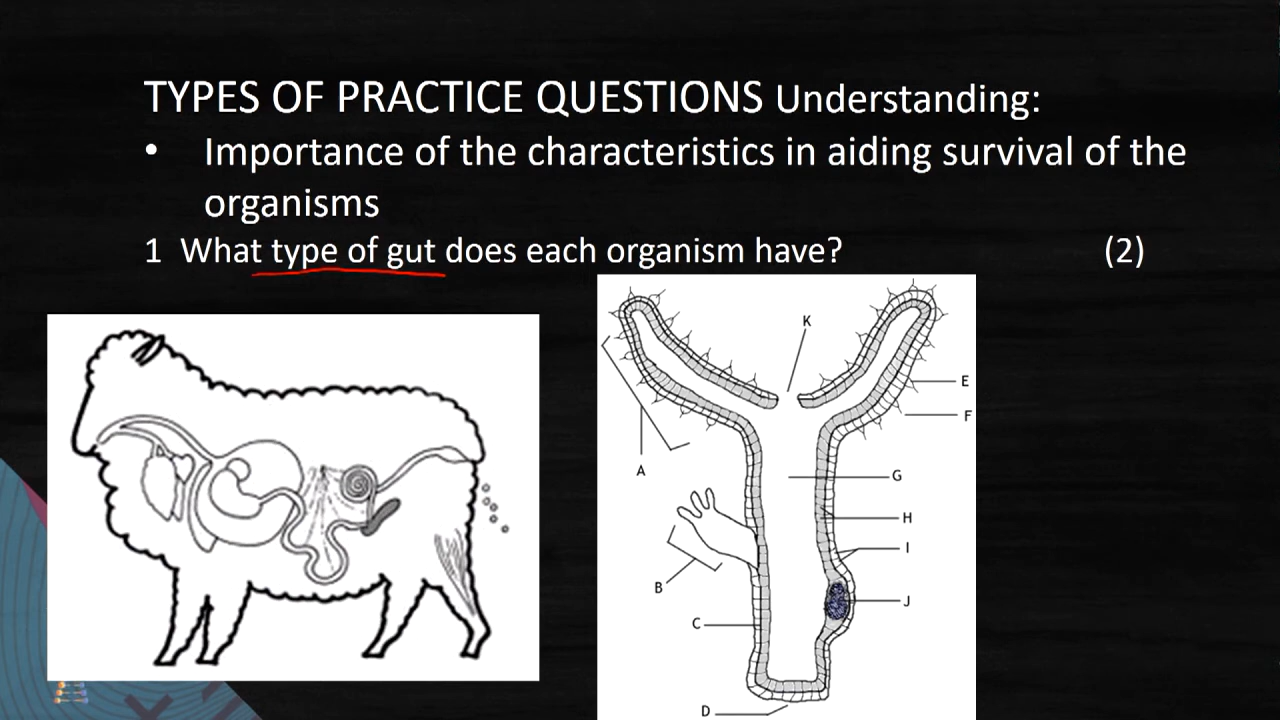 TYPES OF PRACTICE QUESTIONS Understanding:
• Importance of the characteristics in aiding survival of the
organisms
1 What type of gut does each organism have? (2)
K
E
F
A
G
H
I
B
J
C
D